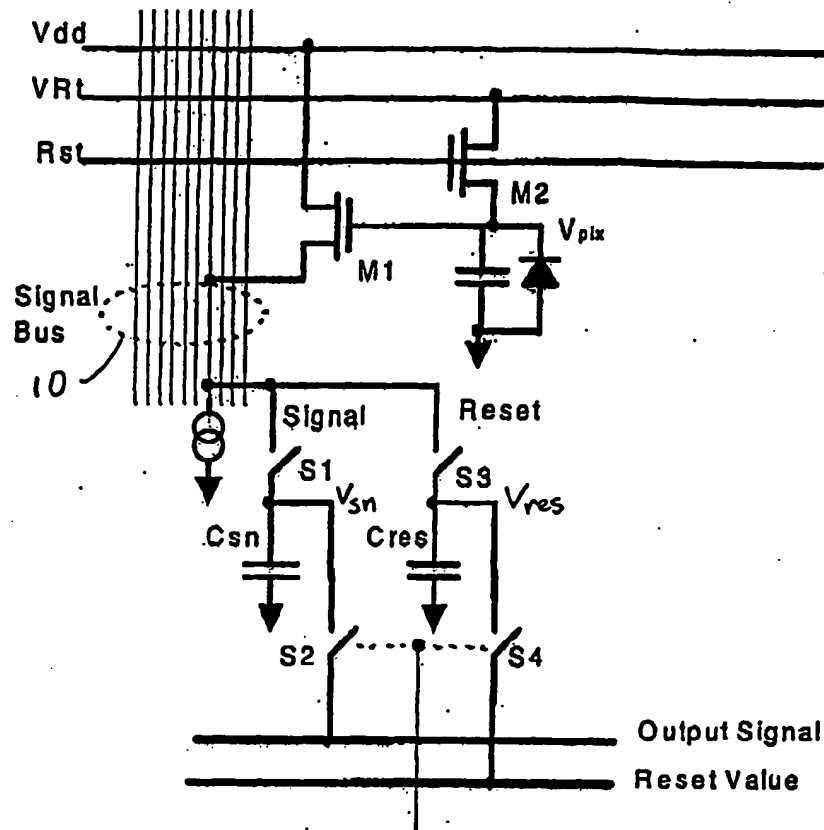 Vdd
VRt
Rst
M2
Vpix
M1
Signal
Bus
10
Signal
Reset
S1
S3
Vsn
Vres
Csn
Cres
S2
S4
Output Signal
Reset Value